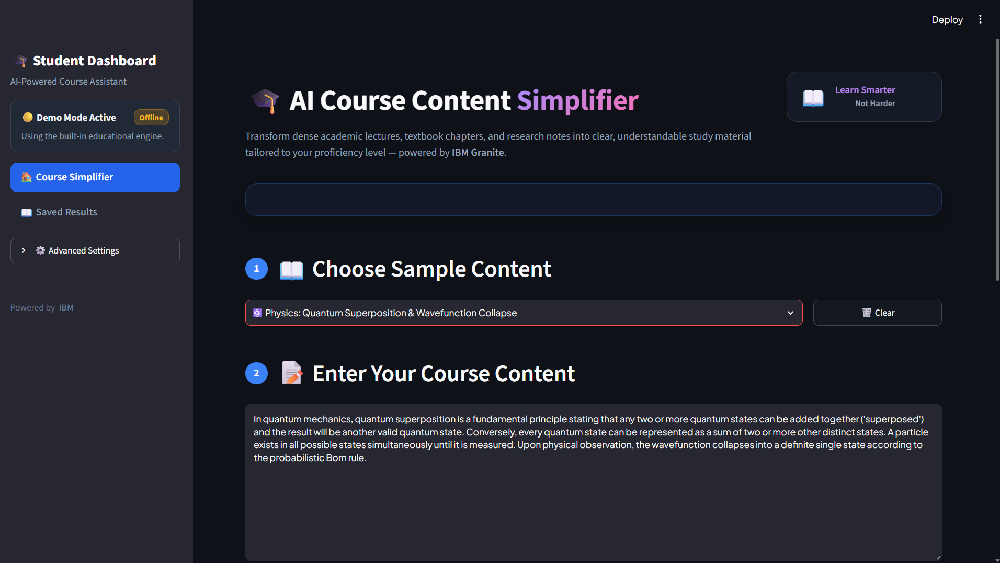 Deploy
Student Dashboard
AI-Powered Course Assistant
Demo Mode Active
Offline
Using the built-in educational engine.
Course Simplifier
Saved Results
Advanced Settings
Powered by IBM
AI Course Content Simplifier
Learn Smarter
Not Harder
Transform dense academic lectures, textbook chapters, and research notes into clear, understandable study material
tailored to your proficiency level — powered by IBM Granite.
1
Choose Sample Content
Physics: Quantum Superposition & Wavefunction Collapse
Clear
2
Enter Your Course Content
In quantum mechanics, quantum superposition is a fundamental principle stating that any two or more quantum states can be added together ('superposed')
and the result will be another valid quantum state. Conversely, every quantum state can be represented as a sum of two or more other distinct states. A particle
exists in all possible states simultaneously until it is measured. Upon physical observation, the wavefunction collapses into a definite single state according to
the probabilistic Born rule.